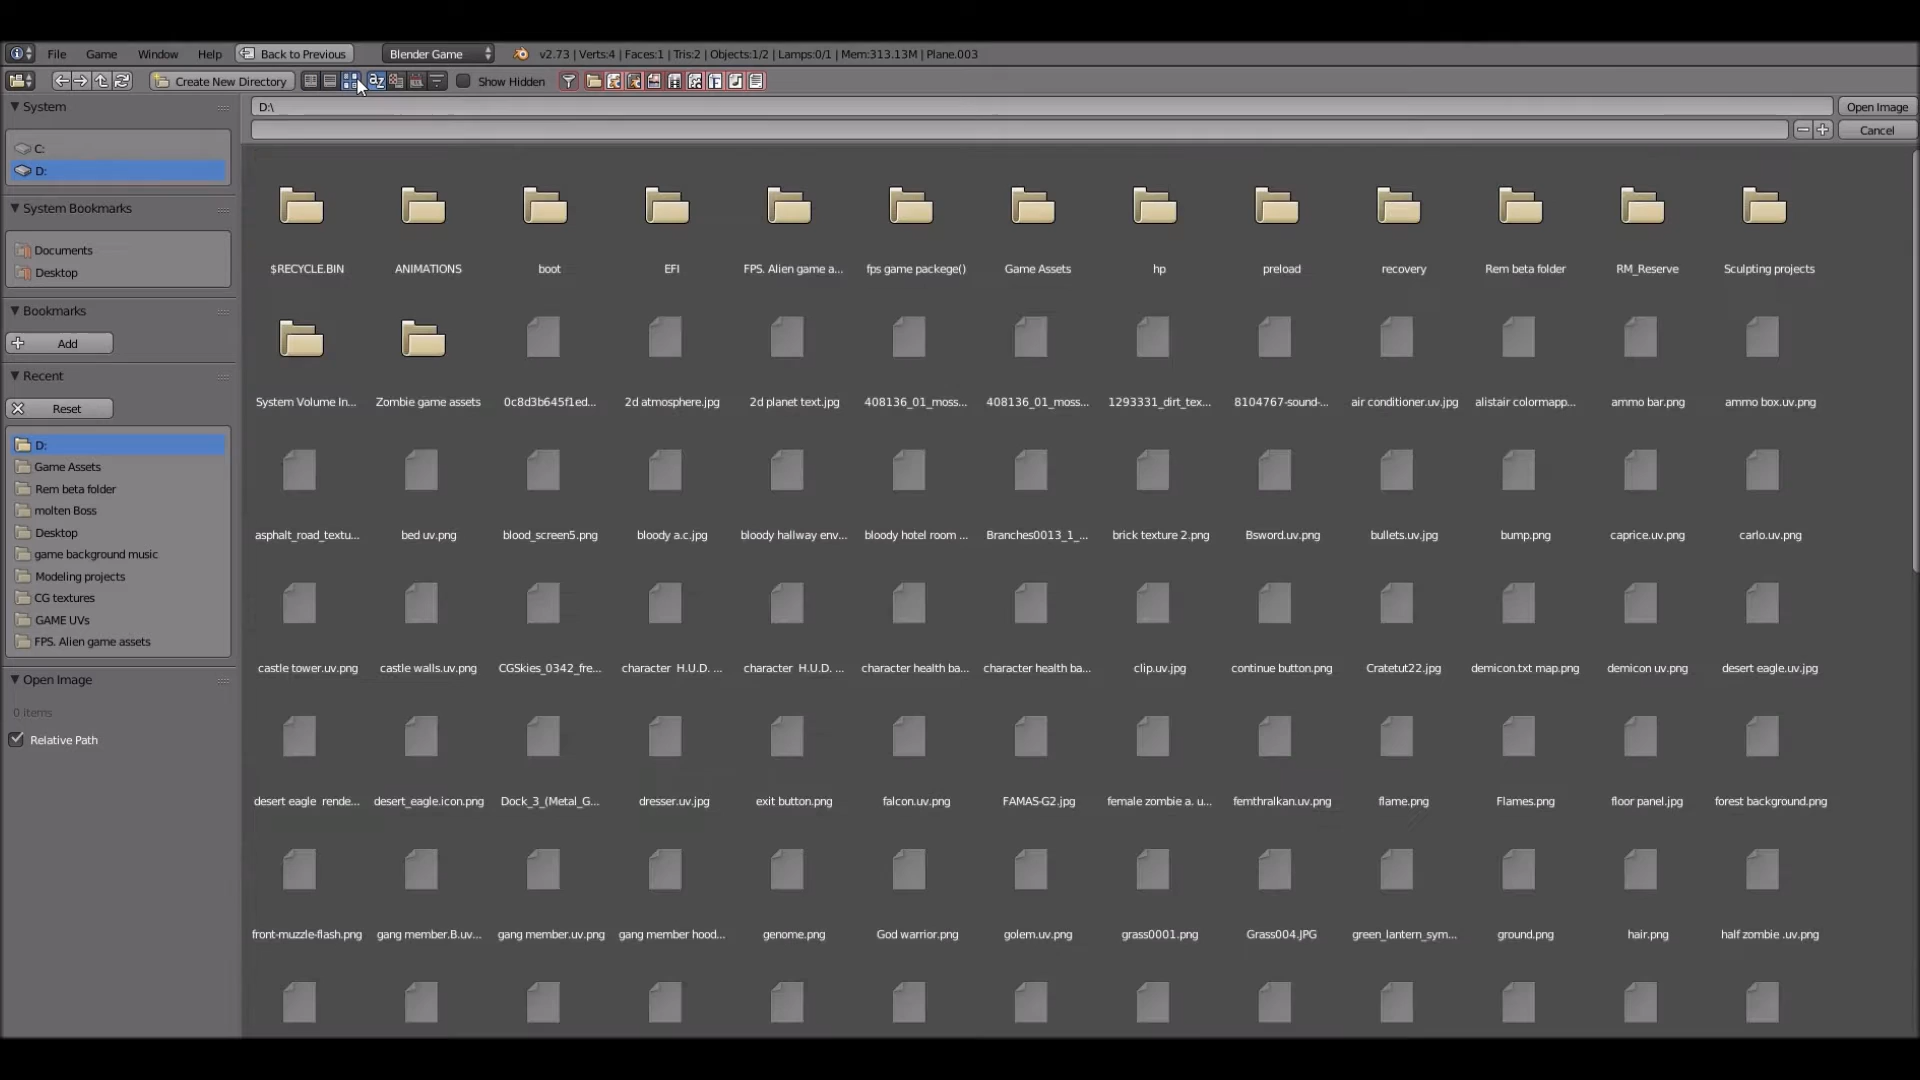 File Game Window Help Back to Previous Blender Game v2.73 | Verts:4 | Faces:1 | Tris:2 | Objects:1/2 | Lamps:0/1 | Mem:313.13M | Plane.003
Create New Directory Show Hidden
System
C:
D:
System Bookmarks
Documents
Desktop
Bookmarks
Add
Recent
Reset
D:
Game Assets
Rem beta folder
molten Boss
Desktop
game background music
Modeling projects
CG textures
GAME UVs
FPS. Alien game assets
Open Image
0 items
Relative Path
D:\ Open Image
Cancel
$RECYCLE.BIN ANIMATIONS boot EFI FPS. Alien game a... fps game packege() Game Assets hp preload recovery Rem beta folder RM_Reserve Sculpting projects
System Volume In... Zombie game assets 0c8d3b645f1ed... 2d atmosphere.jpg 2d planet text.jpg 408136_01_moss... 408136_01_moss... 1293331_dirt_tex... 8104767-sound-... air conditioner.uv.jpg alistair colormapp... ammo bar.png ammo box.uv.png
asphalt_road_textu... bed uv.png blood_screen5.png bloody a.c.jpg bloody hallway env... bloody hotel room ... Branches0013_1_... brick texture 2.png Bsword.uv.png bullets.uv.jpg bump.png caprice.uv.png carlo.uv.png
castle tower.uv.png castle walls.uv.png CGSkies_0342_fre... character H.U.D. ... character H.U.D. ... character health ba... character health ba... clip.uv.jpg continue button.png Cratetut22.jpg demicon.txt map.png demicon uv.png desert eagle.uv.jpg
desert eagle rende... desert_eagle.icon.png Dock_3_(Metal_G... dresser.uv.jpg exit button.png falcon.uv.png FAMAS-G2.jpg female zombie a. u... femthralkan.uv.png flame.png Flames.png floor panel.jpg forest background.png
front-muzzle-flash.png gang member.B.uv... gang member.uv.png gang member hood... genome.png God warrior.png golem.uv.png grass0001.png Grass004.JPG green_lantern_sym... ground.png hair.png half zombie .uv.png